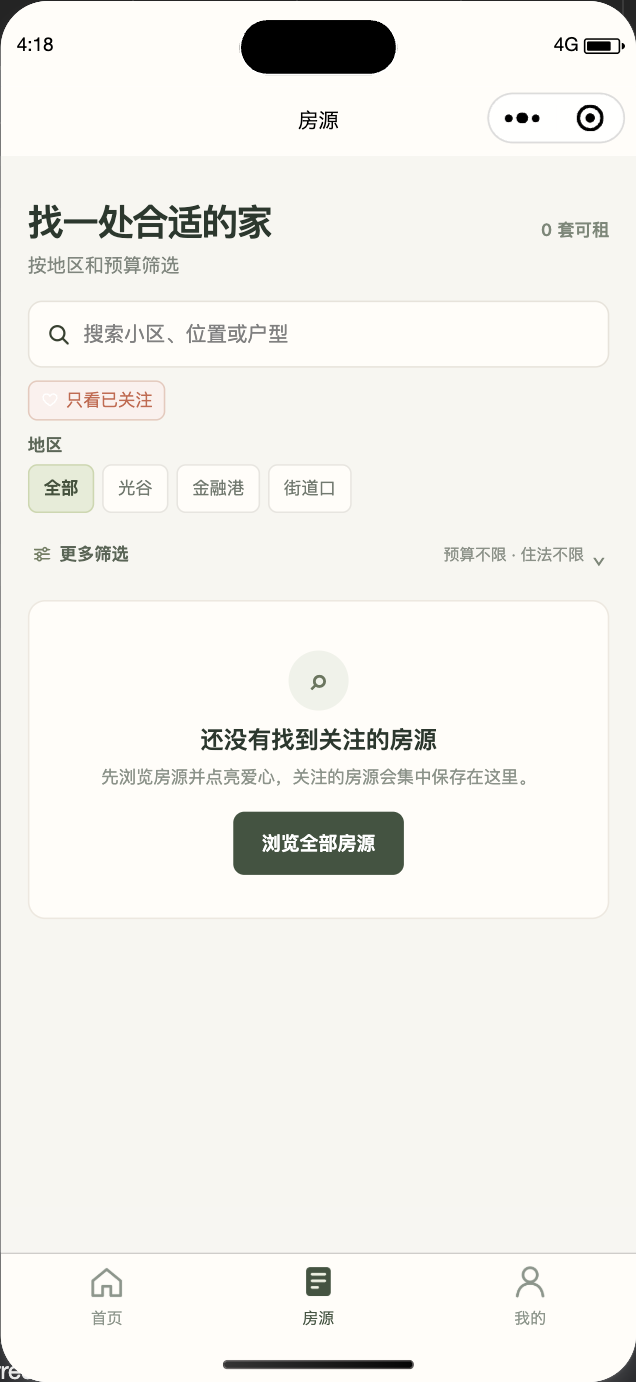 4:18
4G
房源
找一处合适的家
0 套可租
按地区和预算筛选
搜索小区、位置或户型
只看已关注
地区
全部
光谷
金融港
街道口
更多筛选
预算不限 · 住法不限
还没有找到关注的房源
先浏览房源并点亮爱心，关注的房源会集中保存在这里。
浏览全部房源
首页
房源
我的